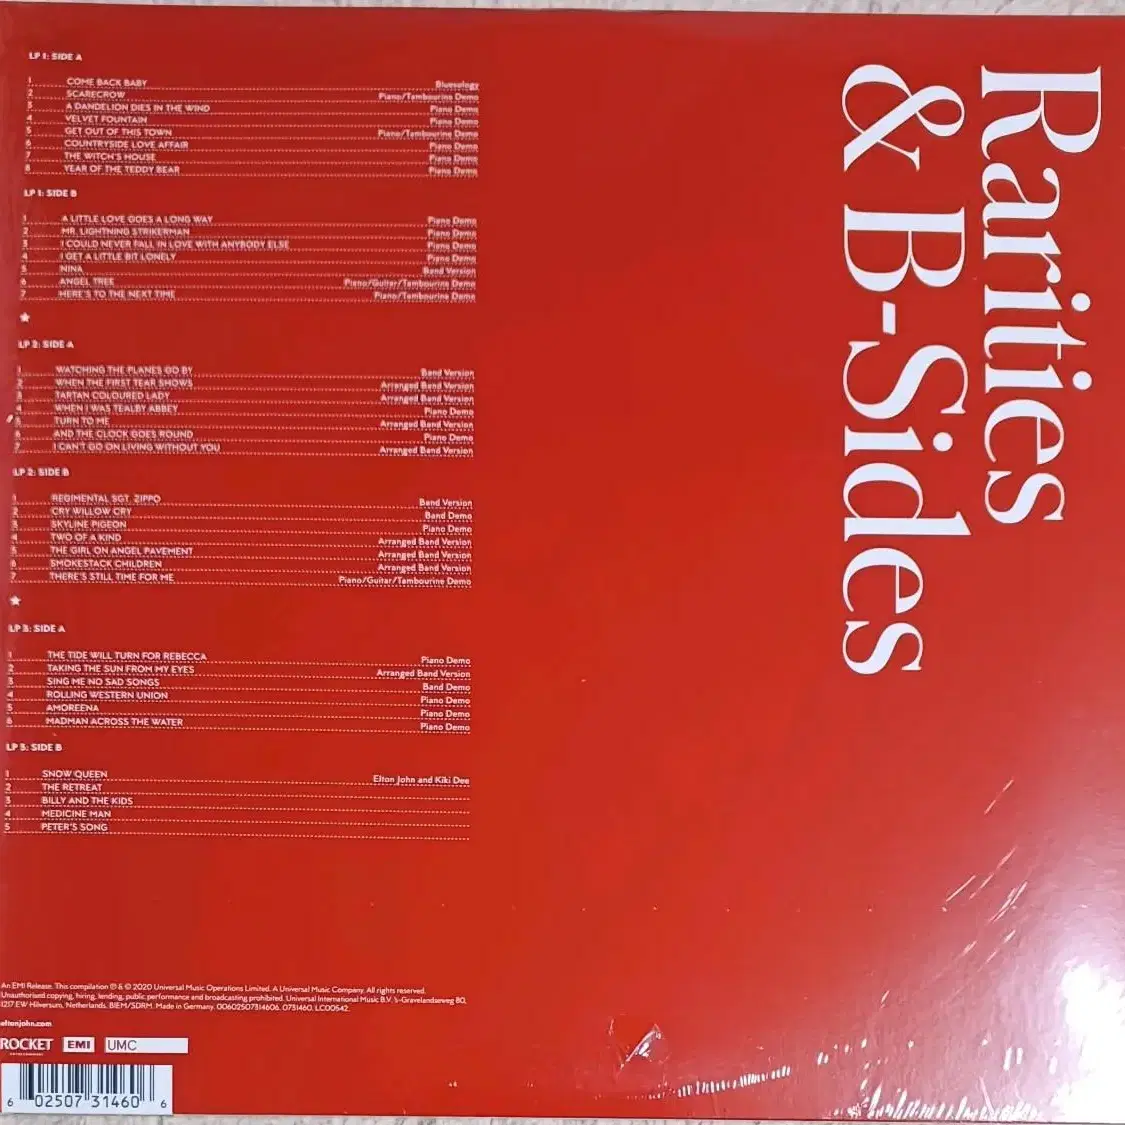 Rarities
& B-Sides
LP 1: SIDE A
1 COME BACK BABY Bluesology
2 SCARECROW Piano/Tambourine Demo
3 A DANDELION DIES IN THE WIND Piano Demo
4 VELVET FOUNTAIN Piano Demo
5 GET OUT OF THIS TOWN Piano/Tambourine Demo
6 COUNTRYSIDE LOVE AFFAIR Piano Demo
7 THE WITCH'S HOUSE Piano Demo
8 YEAR OF THE TEDDY BEAR Piano Demo
LP 1: SIDE B
1 A LITTLE LOVE GOES A LONG WAY Piano Demo
2 MR. LIGHTNING STRIKERMAN Piano Demo
3 I COULD NEVER FALL IN LOVE WITH ANYBODY ELSE Piano Demo
4 I GET A LITTLE BIT LONELY Piano Demo
5 NINA Band Version
6 ANGEL TREE Piano/Guitar/Tambourine Demo
7 HERE'S TO THE NEXT TIME Piano/Tambourine Demo
LP 2: SIDE A
1 WATCHING THE PLANES GO BY Band Version
2 WHEN THE FIRST TEAR SHOWS Arranged Band Version
3 TARTAN COLOURED LADY Arranged Band Version
4 WHEN I WAS TEALBY ABBEY Piano Demo
5 TURN TO ME Arranged Band Version
6 AND THE CLOCK GOES ROUND Piano Demo
7 I CAN'T GO ON LIVING WITHOUT YOU Arranged Band Version
LP 2: SIDE B
1 REGIMENTAL SGT. ZIPPO Band Version
2 CRY WILLOW CRY Band Demo
3 SKYLINE PIGEON Piano Demo
4 TWO OF A KIND Arranged Band Version
5 THE GIRL ON ANGEL PAVEMENT Arranged Band Version
6 SMOKESTACK CHILDREN Arranged Band Version
7 THERE'S STILL TIME FOR ME Piano/Guitar/Tambourine Demo
LP 3: SIDE A
1 THE TIDE WILL TURN FOR REBECCA Piano Demo
2 TAKING THE SUN FROM MY EYES Arranged Band Version
3 SING ME NO SAD SONGS Band Demo
4 ROLLING WESTERN UNION Piano Demo
5 AMOREENA Piano Demo
6 MADMAN ACROSS THE WATER Piano Demo
LP 3: SIDE B
1 SNOW QUEEN Elton John and Kiki Dee
2 THE RETREAT
3 BILLY AND THE KIDS
4 MEDICINE MAN
5 PETER'S SONG
An EMI Release. This compilation ℗ & © 2020 Universal Music Operations Limited. A Universal Music Company. All rights reserved.
Unauthorised copying, hiring, lending, public performance and broadcasting prohibited. Universal International Music B.V. 's-Gravelandseweg 80,
1217 EW Hilversum, Netherlands. BIEM/SDRM. Made in Germany. 00602507314606. 0731460. LC00542.
eltonjohn.com
ROCKET EMI UMC
6 02507 31460 6